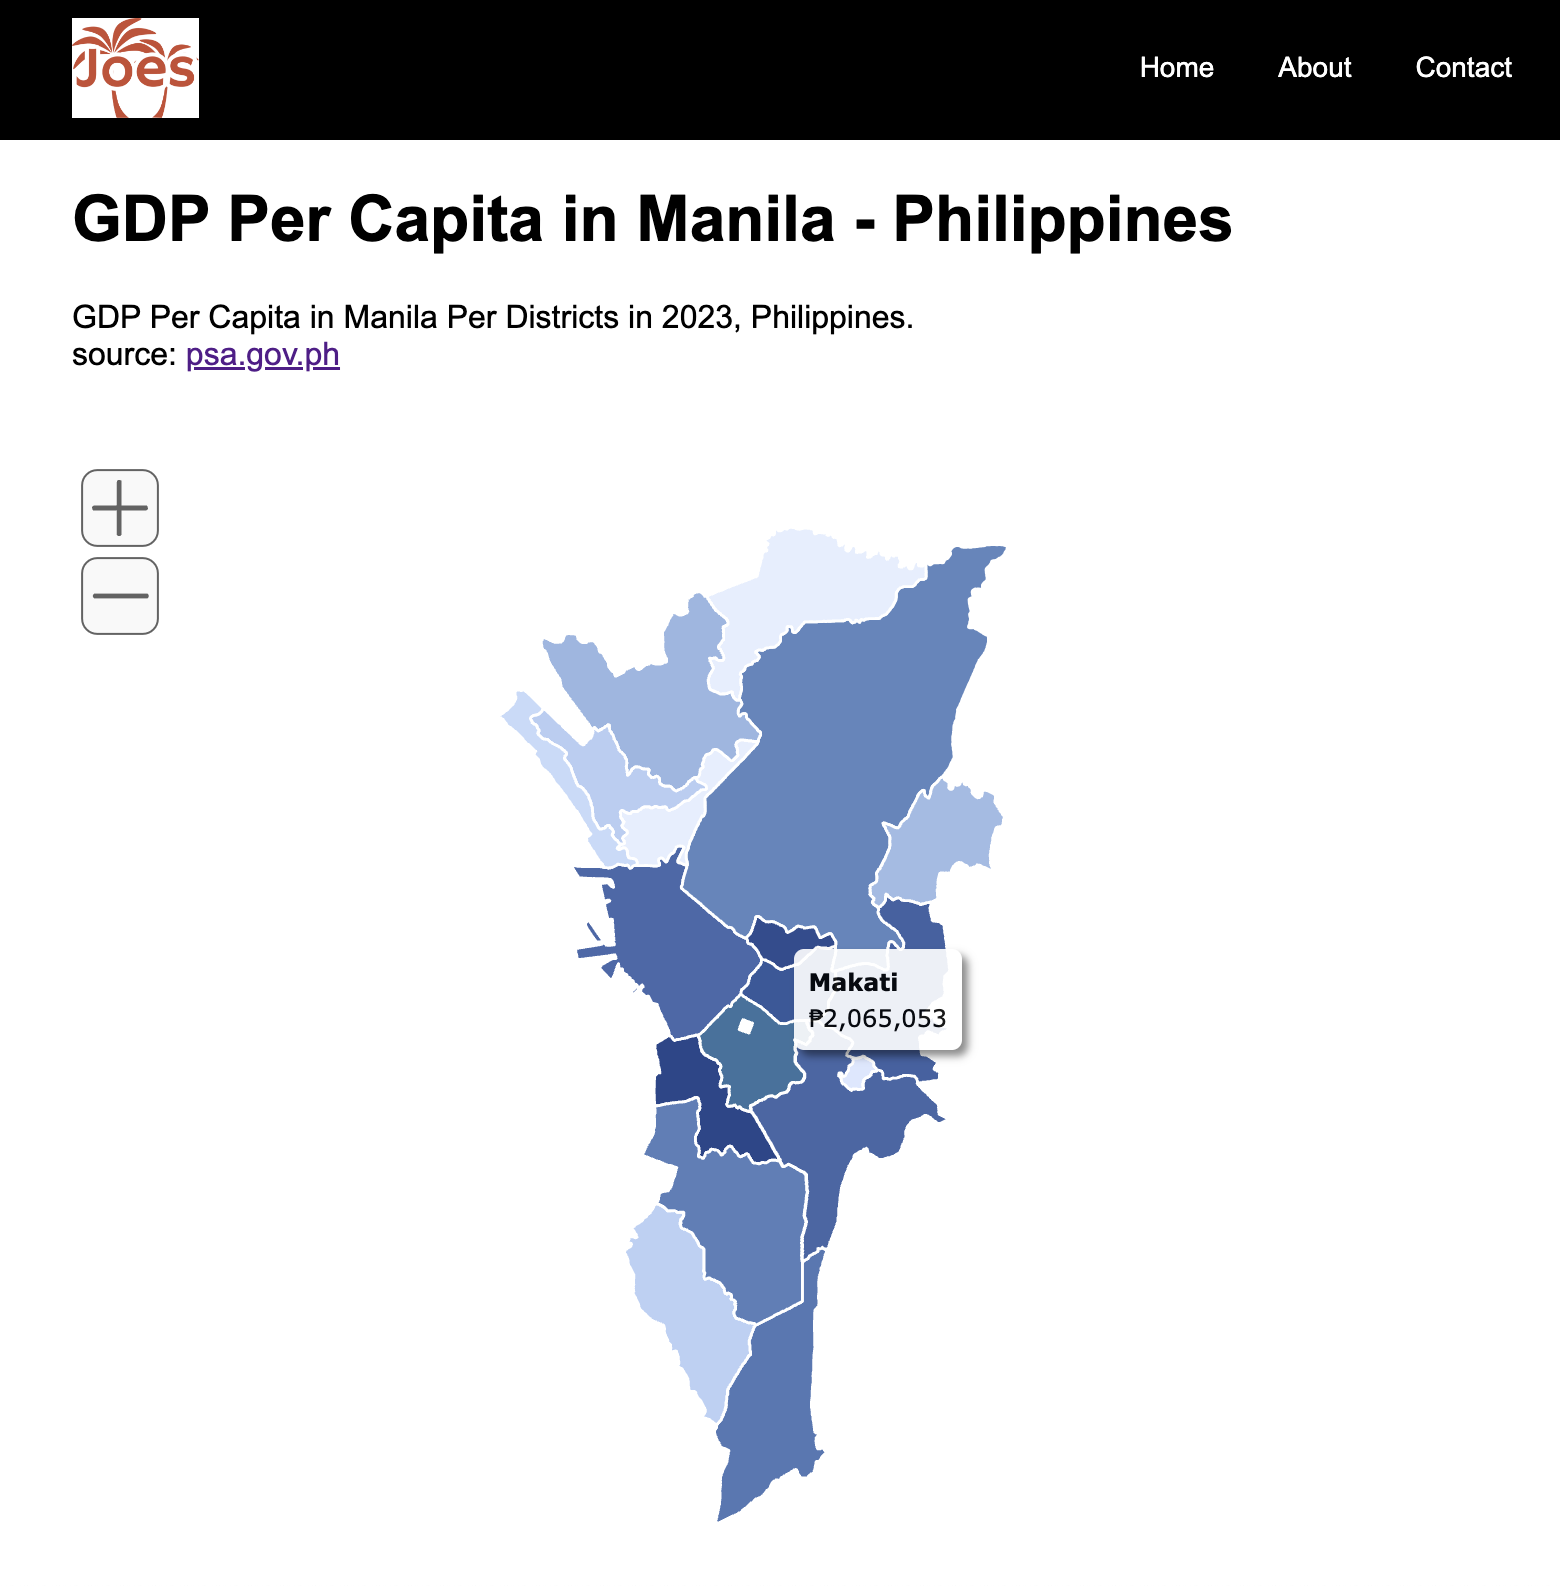 Joes
Home About Contact
GDP Per Capita in Manila - Philippines
GDP Per Capita in Manila Per Districts in 2023, Philippines.
source: psa.gov.ph
Makati
₱2,065,053